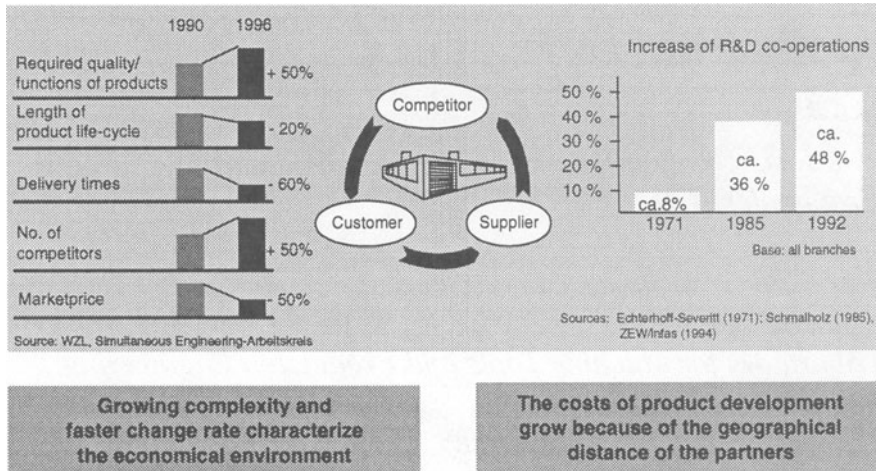 1990 1996
Required quality/
functions of products
+ 50%
Length of
product life-cycle
- 20%
Delivery times
- 60%
No. of
competitors
+50%
Marketprice
- 50%
Source: WZL, Simultaneous Engineering-Arbeitskreis
Competitor
Customer
Supplier
Increase of R&D co-operations
50 %
40 %
30 %
20 %
10 %
ca.8%
ca.
36 %
ca.
48 %
1971 1985 1992
Base: all branches
Sources: Echterhoff-Severitt (1971); Schmalholz (1985),
ZEW/Infas (1994)
Growing complexity and
faster change rate characterize
the economical environment
The costs of product development
grow because of the geographical
distance of the partners